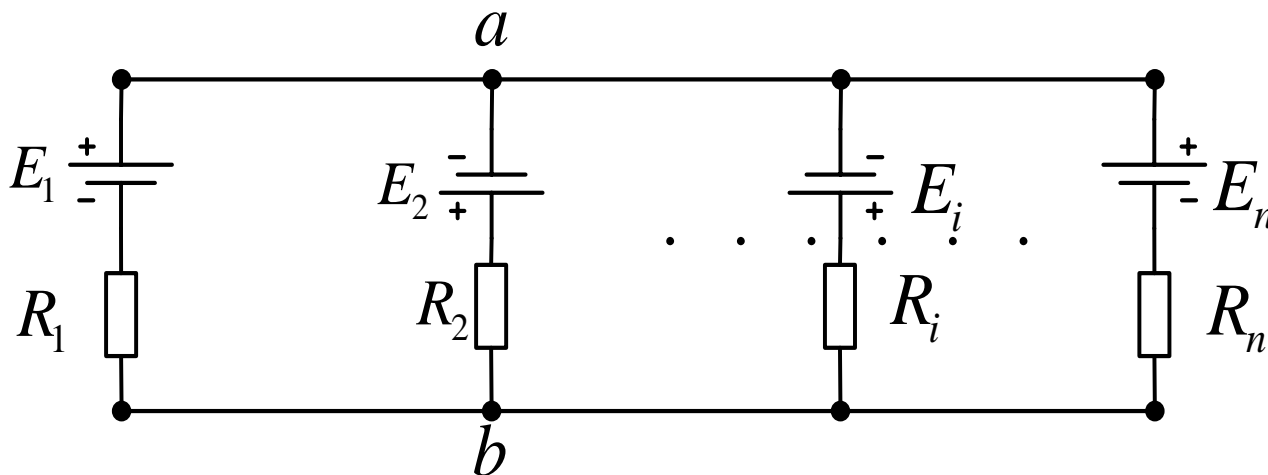 a
+ - - +
E₁ E₂ Eᵢ Eₙ
- + + -
R₁ R₂ Rᵢ Rₙ
b